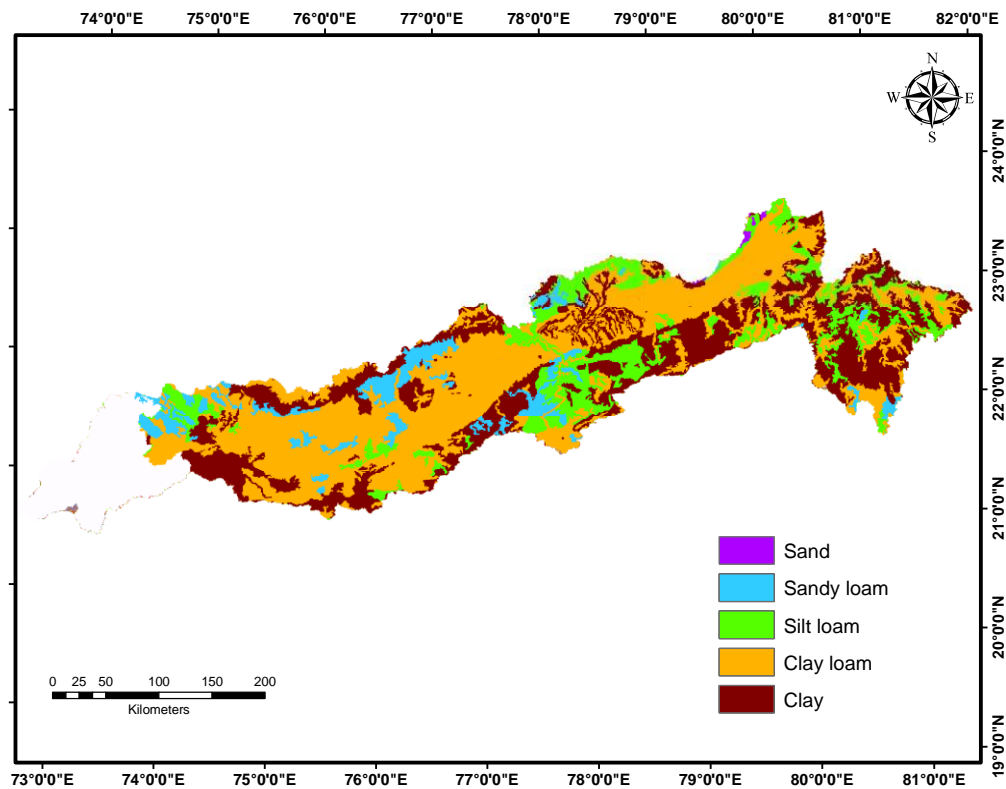 74°0'0"E 75°0'0"E 76°0'0"E 77°0'0"E 78°0'0"E 79°0'0"E 80°0'0"E 81°0'0"E 82°0'0"E
N
W E
S
24°0'0"N
23°0'0"N
22°0'0"N
21°0'0"N
20°0'0"N
19°0'0"N
Sand
Sandy loam
Silt loam
Clay loam
Clay
0 25 50 100 150 200
Kilometers
73°0'0"E 74°0'0"E 75°0'0"E 76°0'0"E 77°0'0"E 78°0'0"E 79°0'0"E 80°0'0"E 81°0'0"E